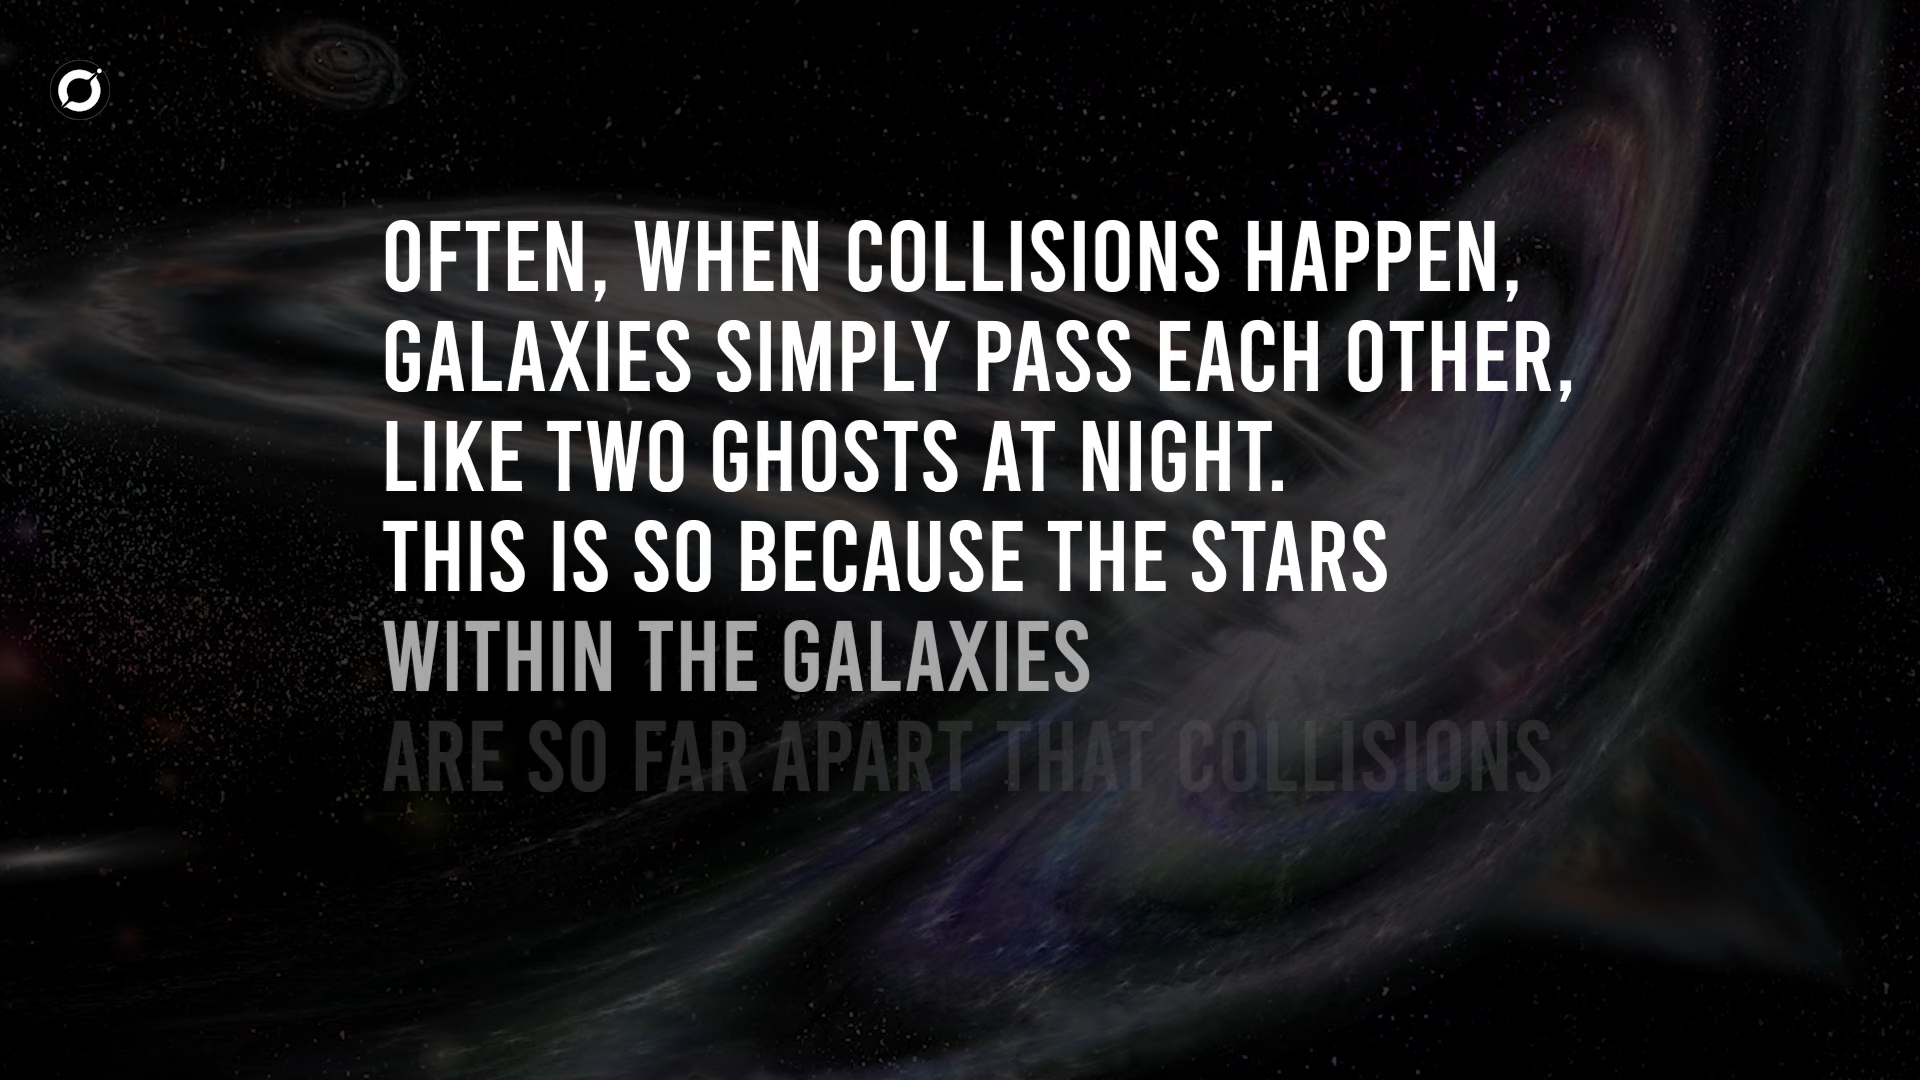 OFTEN, WHEN COLLISIONS HAPPEN,
GALAXIES SIMPLY PASS EACH OTHER,
LIKE TWO GHOSTS AT NIGHT.
THIS IS SO BECAUSE THE STARS
WITHIN THE GALAXIES
ARE SO FAR APART THAT COLLISIONS